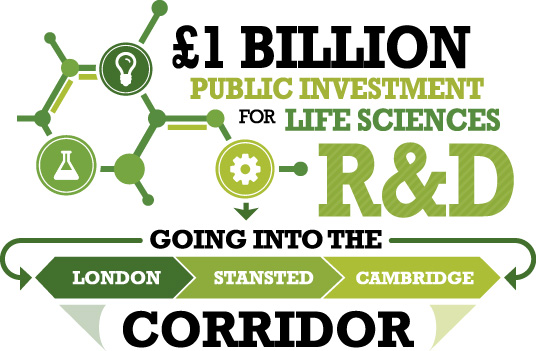 £1 BILLION
PUBLIC INVESTMENT
FOR LIFE SCIENCES
R&D
GOING INTO THE
LONDON STANSTED CAMBRIDGE
CORRIDOR